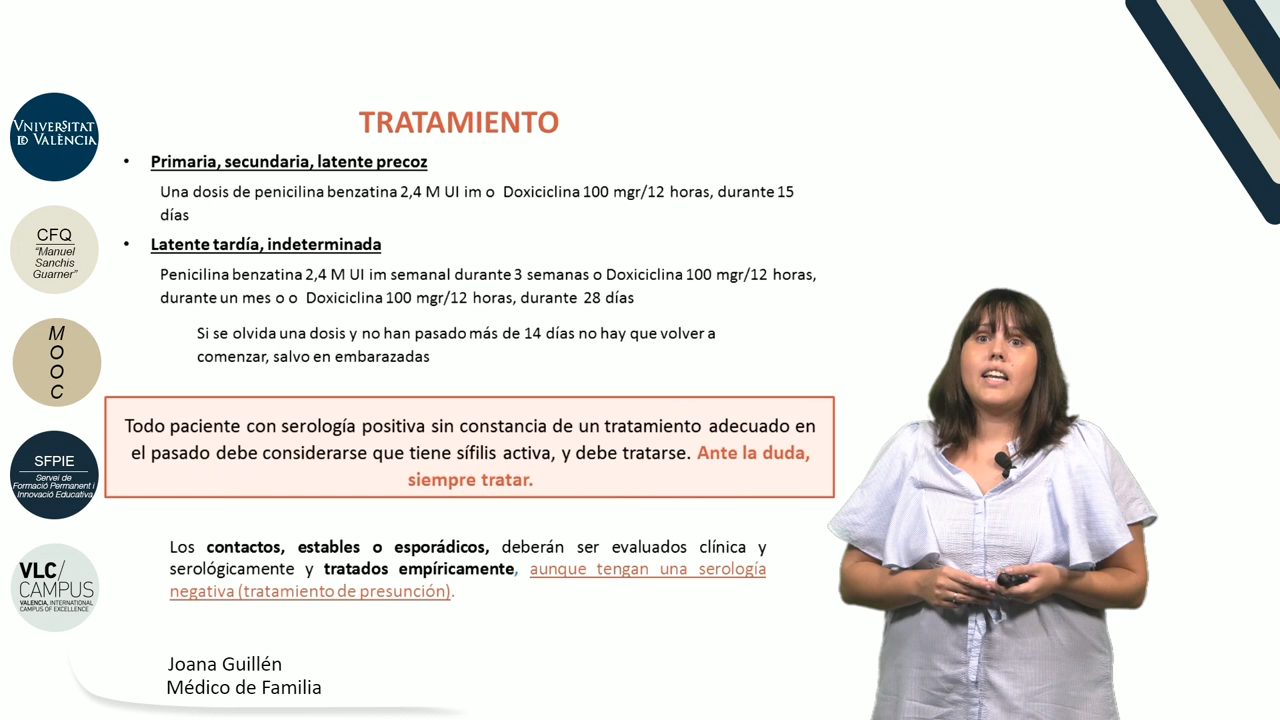 VNIVERSITAT
ID VALÈNCIA
CFQ
“Manuel
Sanchis
Guarner”
M
O
O
C
SFPIE
Servei de
Formació Permanent i
Innovació Educativa
VLC/
CAMPUS
VALENCIA, INTERNATIONAL
CAMPUS OF EXCELLENCE
TRATAMIENTO
• Primaria, secundaria, latente precoz
Una dosis de penicilina benzatina 2,4 M UI im o Doxiciclina 100 mgr/12 horas, durante 15
días
• Latente tardía, indeterminada
Penicilina benzatina 2,4 M UI im semanal durante 3 semanas o Doxiciclina 100 mgr/12 horas,
durante un mes o o Doxiciclina 100 mgr/12 horas, durante 28 días
Si se olvida una dosis y no han pasado más de 14 días no hay que volver a
comenzar, salvo en embarazadas
Todo paciente con serología positiva sin constancia de un tratamiento adecuado en
el pasado debe considerarse que tiene sífilis activa, y debe tratarse. Ante la duda,
siempre tratar.
Los contactos, estables o esporádicos, deberán ser evaluados clínica y
serológicamente y tratados empíricamente, aunque tengan una serología
negativa (tratamiento de presunción).
Joana Guillén
Médico de Familia